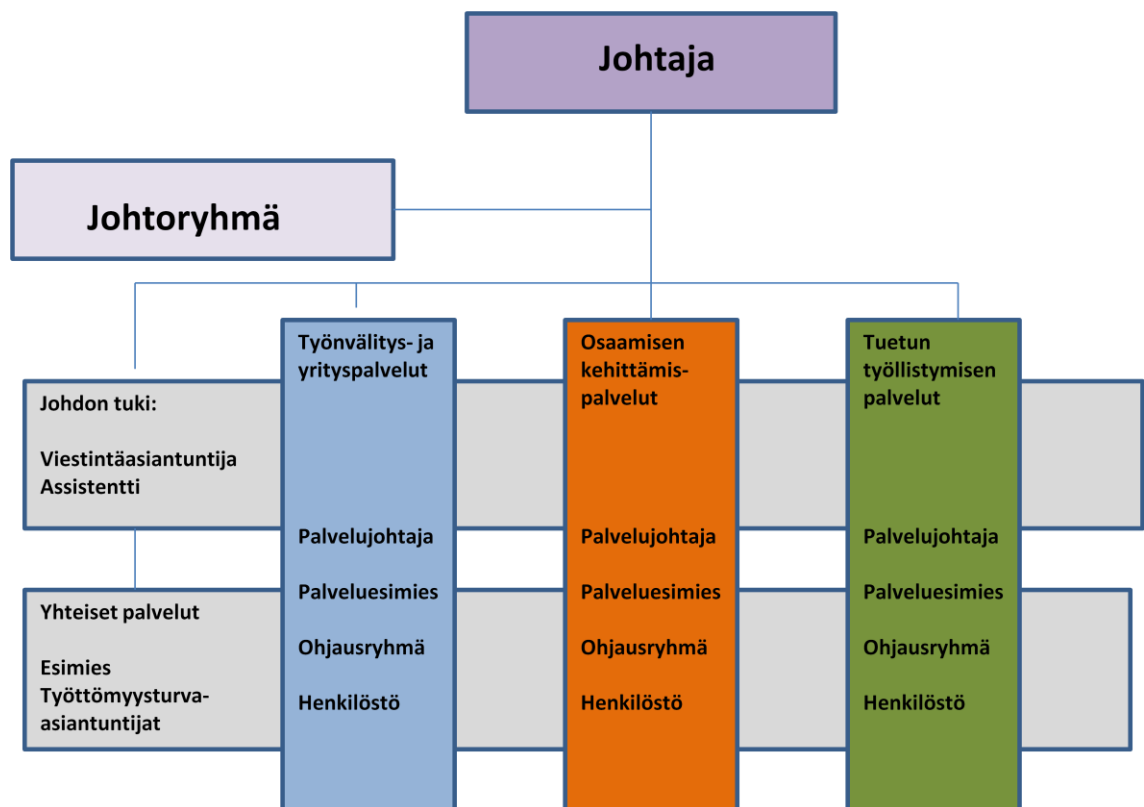 Johtaja
Johtoryhmä
Johdon tuki:
Viestintäasiantuntija
Assistentti
Yhteiset palvelut
Esimies
Työttömyysturva-
asiantuntijat
Työnvälitys- ja
yrityspalvelut
Palvelujohtaja
Palveluesimies
Ohjausryhmä
Henkilöstö
Osaamisen
kehittämis-
palvelut
Palvelujohtaja
Palveluesimies
Ohjausryhmä
Henkilöstö
Tuetun
työllistymisen
palvelut
Palvelujohtaja
Palveluesimies
Ohjausryhmä
Henkilöstö